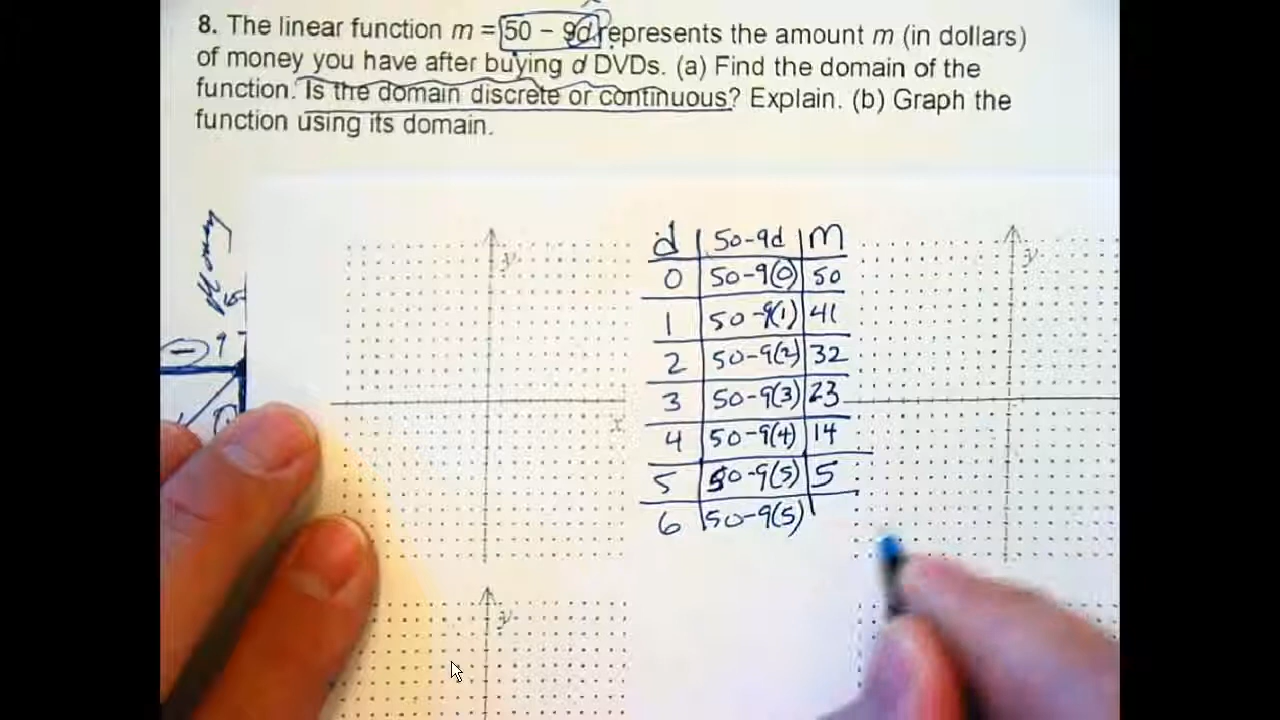 8. The linear function m = 50 − 9d represents the amount m (in dollars)
of money you have after buying d DVDs. (a) Find the domain of the
function. Is the domain discrete or continuous? Explain. (b) Graph the
function using its domain.
Money
5
− 9
y
x
y
d | 50-9d | m
0 | 50-9(0) | 50
1 | 50-9(1) | 41
2 | 50-9(2) | 32
3 | 50-9(3) | 23
4 | 50-9(4) | 14
5 | 50-9(5) | 5
6 | 50-9(5)
y